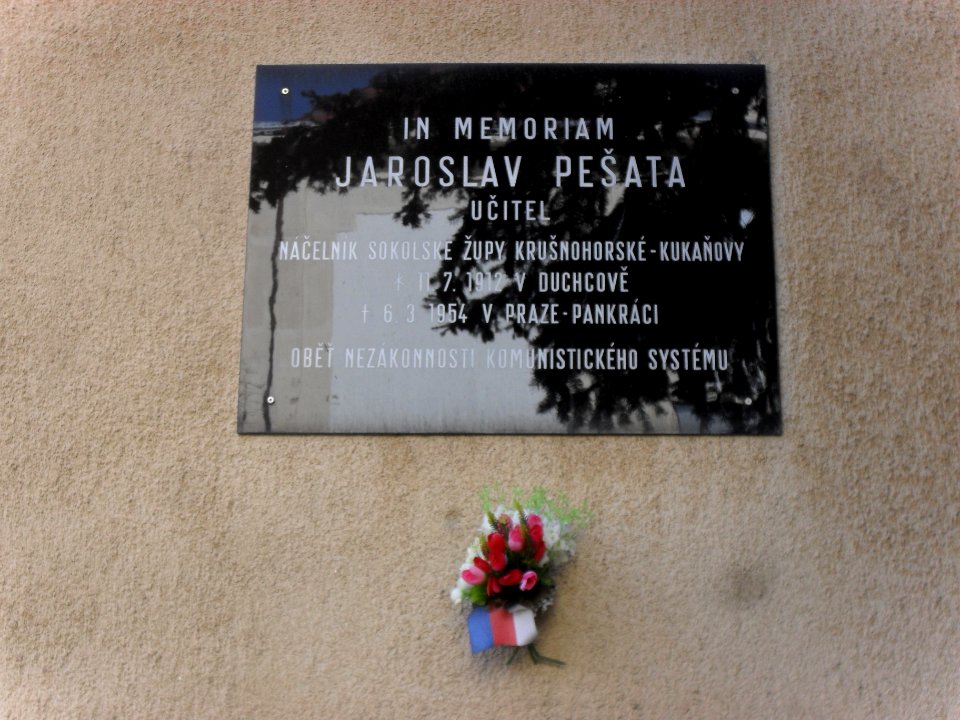 IN MEMORIAM
JAROSLAV PEŠATA
UČITEL
NÁČELNÍK SOKOLSKÉ ŽUPY KRUŠNOHORSKÉ-KUKAŇOVY
* 11. 7. 1912 V DUCHCOVĚ
† 6. 3 1954 V PRAZE-PANKRÁCI
OBĚŤ NEZÁKONNOSTI KOMUNISTICKÉHO SYSTÉMU